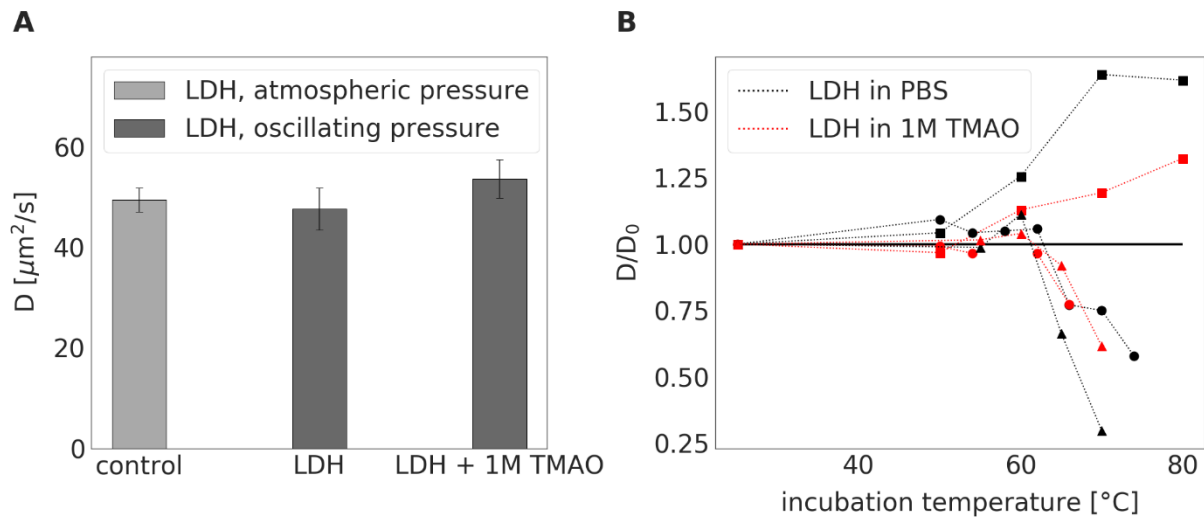 A
LDH, atmospheric pressure
LDH, oscillating pressure
D [μm²/s]
60
40
20
0
control
LDH
LDH + 1M TMAO
B
LDH in PBS
LDH in 1M TMAO
D/D₀
1.50
1.25
1.00
0.75
0.50
0.25
40
60
80
incubation temperature [°C]